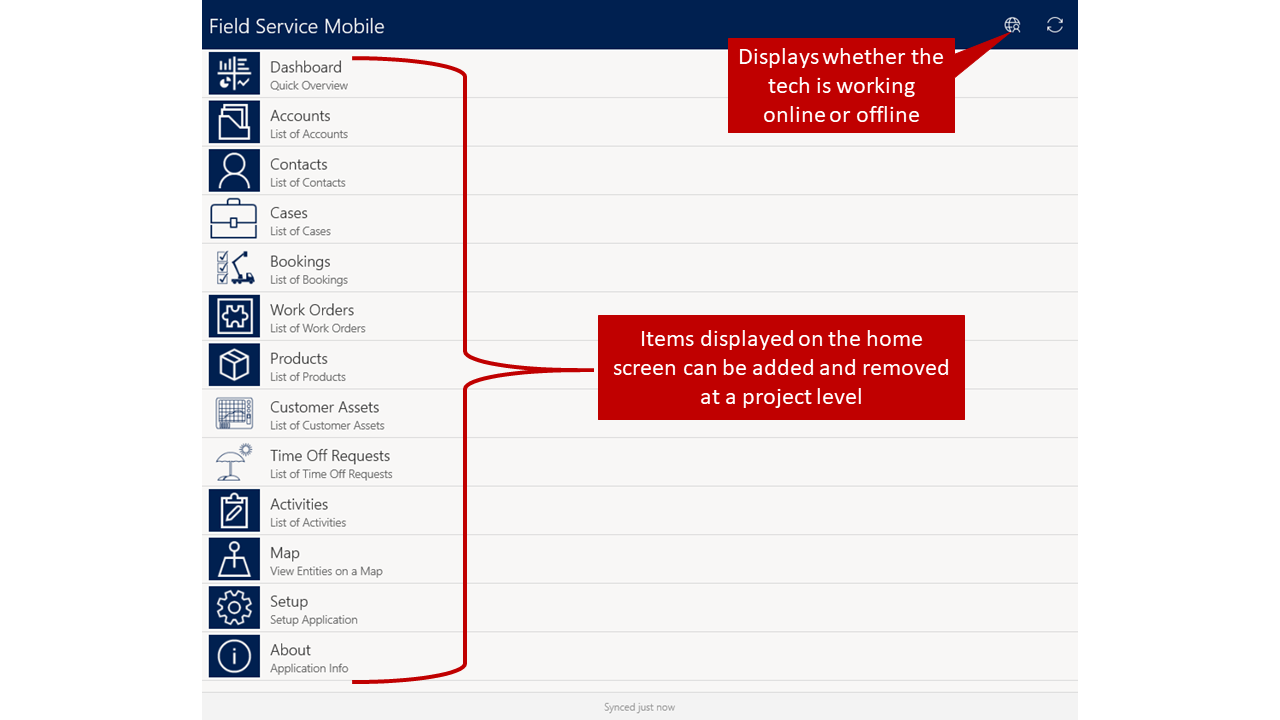 Field Service Mobile
Displays whether the
tech is working
online or offline
Dashboard
Quick Overview
Accounts
List of Accounts
Contacts
List of Contacts
Cases
List of Cases
Bookings
List of Bookings
Work Orders
List of Work Orders
Products
List of Products
Customer Assets
List of Customer Assets
Time Off Requests
List of Time Off Requests
Activities
List of Activities
Map
View Entities on a Map
Setup
Setup Application
About
Application Info
Items displayed on the home
screen can be added and removed
at a project level
Synced just now